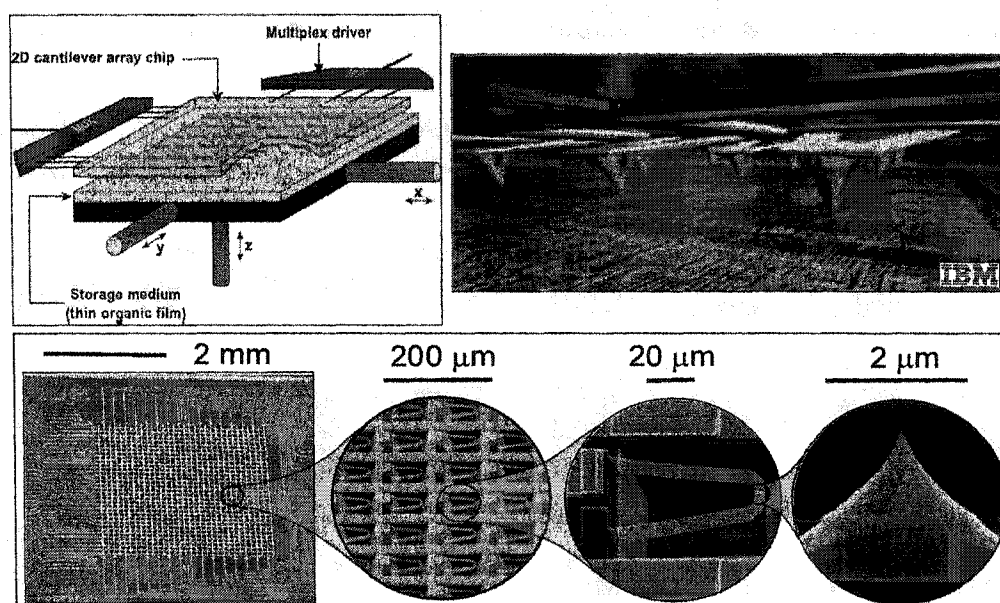 Multiplex driver
2D cantilever array chip
x
y
z
Storage medium
(thin organic film)
IBM
2 mm
200 μm
20 μm
2 μm